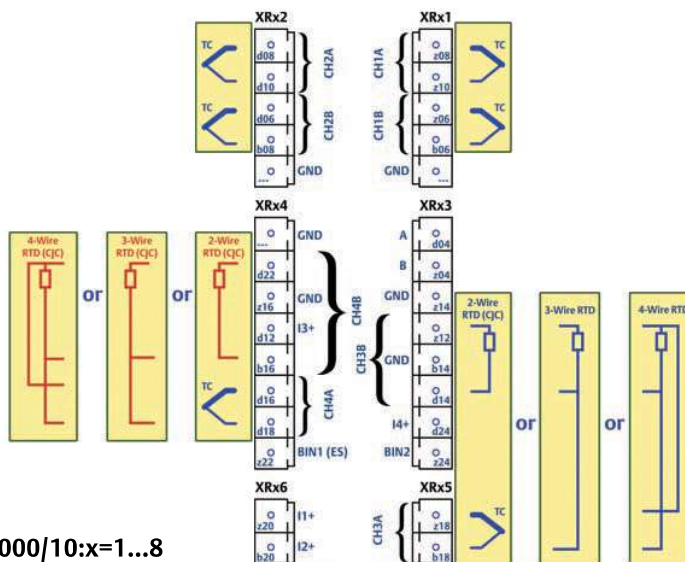 XRx2
XRx1
TC
d08
CH2A
CH1A
z08
TC
d10
z10
TC
d06
CH2B
CH1B
z06
TC
b08
b06
---
GND
GND
---
XRx4
XRx3
4-Wire
RTD (CJC)
or
3-Wire
RTD (CJC)
or
2-Wire
RTD (CJC)
TC
---
GND
d22
z16
GND
d12
I3+
b16
CH4B
d16
d18
CH4A
z22
BIN1 (ES)
A
d04
B
z04
GND
z14
z12
CH3B
GND
b14
d14
I4+
d24
BIN2
z24
2-Wire
RTD (CJC)
or
3-Wire RTD
or
4-Wire RTD
XRx6
XRx5
z20
I1+
b20
I2+
CH3A
z18
b18
TC
000/10:x=1...8